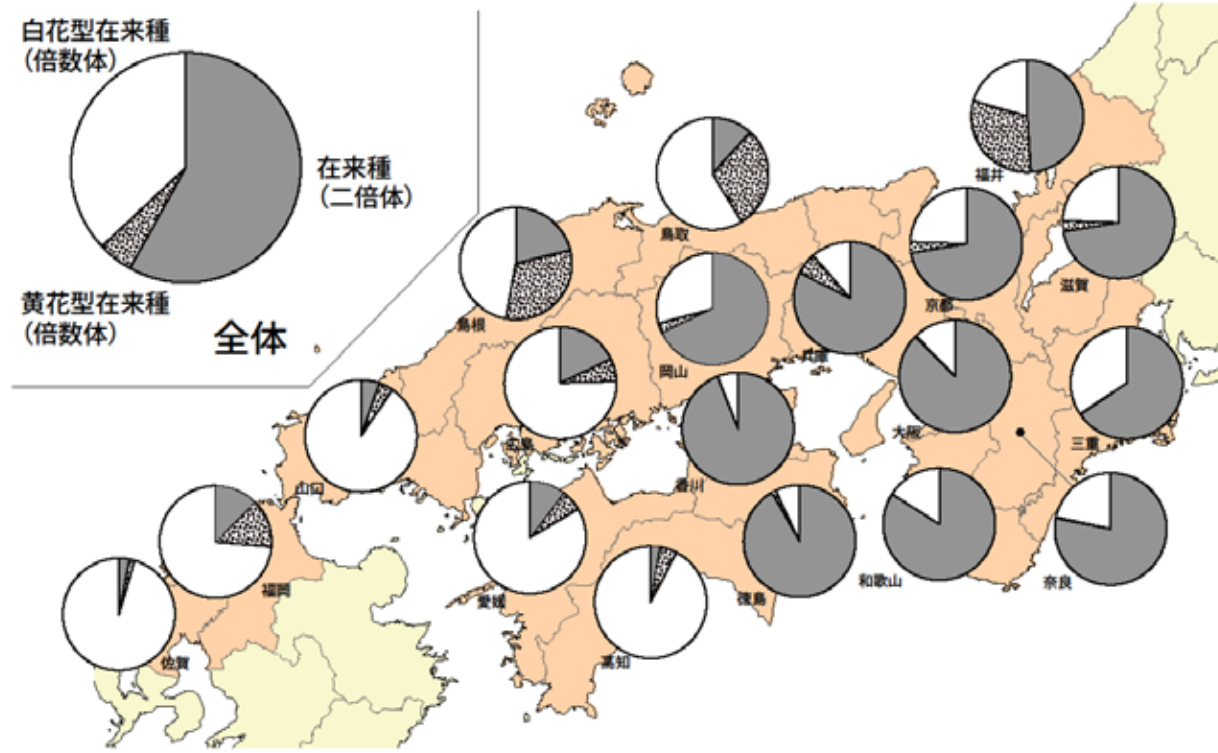 白花型在来種
（倍数体）
在来種
（二倍体）
黄花型在来種
（倍数体）
全体
福井
鳥取
滋賀
京都
島根
兵庫
岡山
大阪
三重
広島
香川
山口
和歌山
奈良
福岡
愛媛
徳島
高知
佐賀